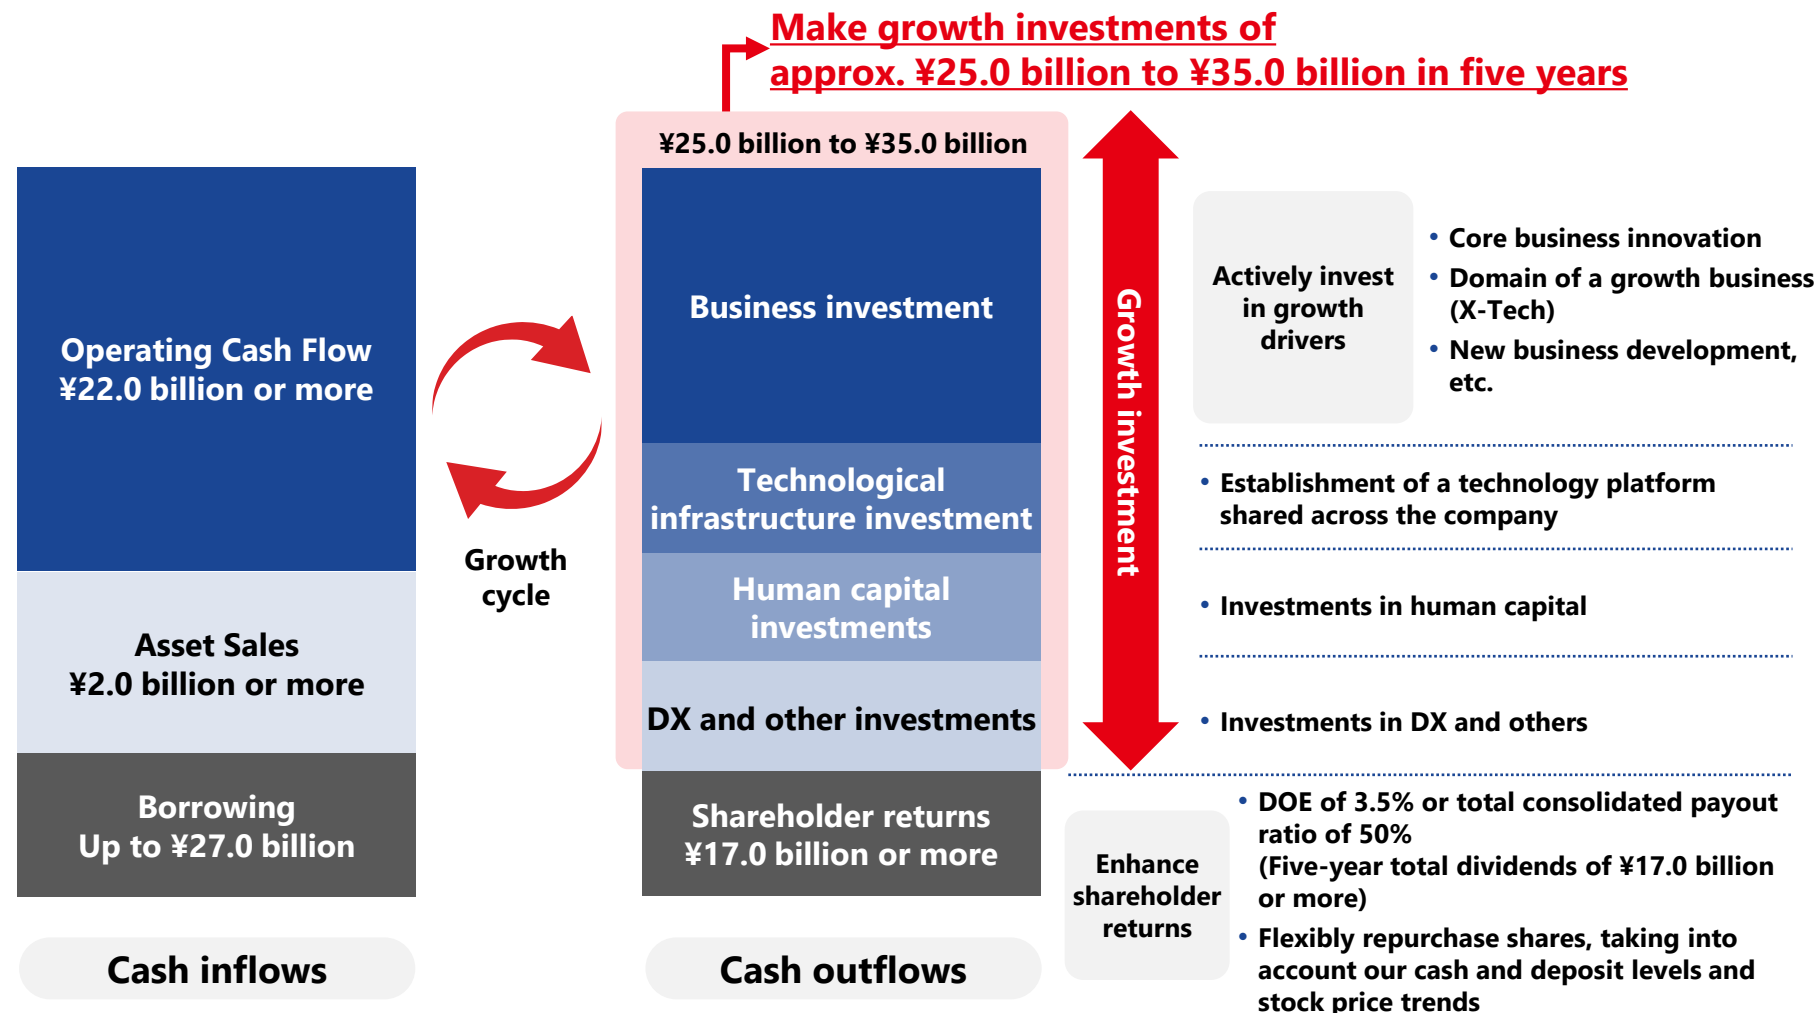 Make growth investments of
approx. ¥25.0 billion to ¥35.0 billion in five years
Operating Cash Flow
¥22.0 billion or more
Asset Sales
¥2.0 billion or more
Borrowing
Up to ¥27.0 billion
Cash inflows
Growth
cycle
¥25.0 billion to ¥35.0 billion
Business investment
Technological
infrastructure investment
Human capital
investments
DX and other investments
Shareholder returns
¥17.0 billion or more
Cash outflows
Growth investment
Actively invest
in growth
drivers
• Core business innovation
• Domain of a growth business
(X-Tech)
• New business development,
etc.
• Establishment of a technology platform
shared across the company
• Investments in human capital
• Investments in DX and others
Enhance
shareholder
returns
• DOE of 3.5% or total consolidated payout
ratio of 50%
(Five-year total dividends of ¥17.0 billion
or more)
• Flexibly repurchase shares, taking into
account our cash and deposit levels and
stock price trends